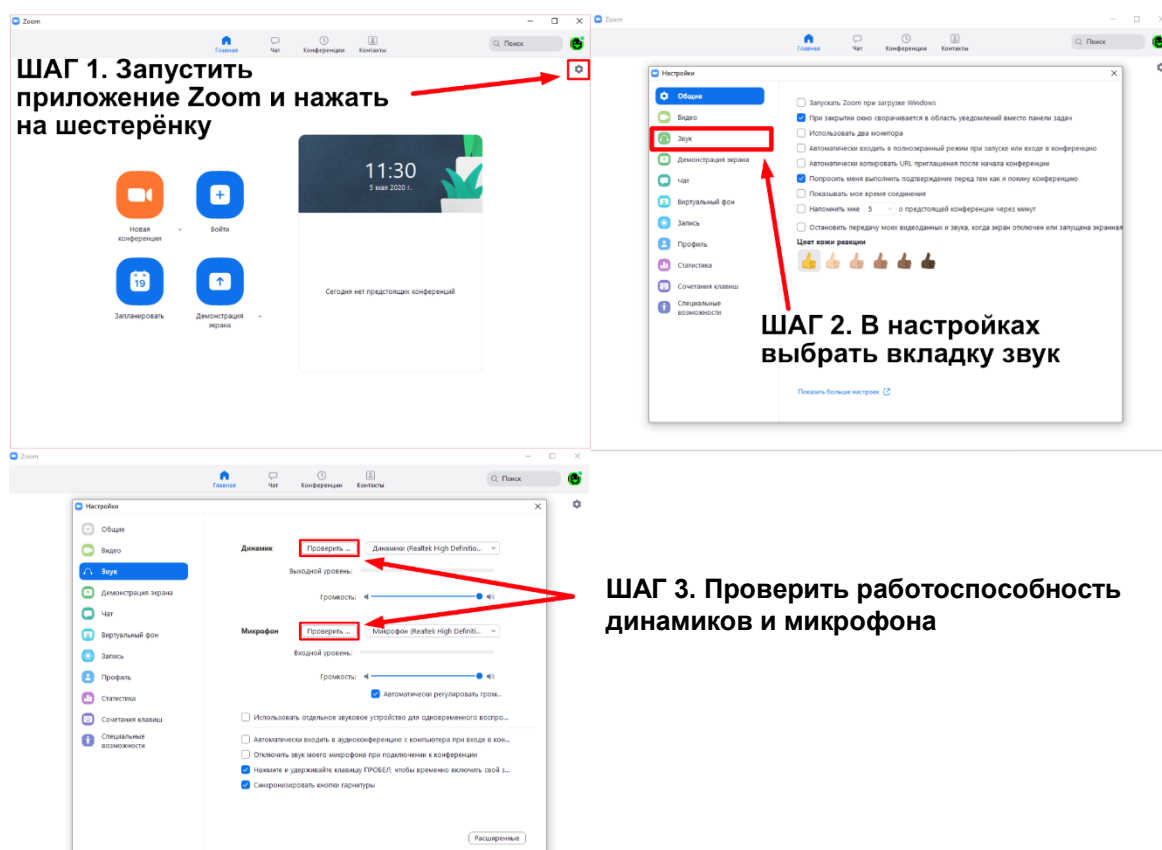 Zoom
Главная
Чат
Конференции
Контакты
Поиск
ШАГ 1. Запустить
приложение Zoom и нажать
на шестерёнку
11:30
5 мая 2020 г.
Новая
конференция
Войти
19
Запланировать
Демонстрация
экрана
Сегодня нет предстоящих конференций
Zoom
Главная
Чат
Конференции
Контакты
Поиск
Настройки
Общие
Видео
Звук
Демонстрация экрана
Чат
Виртуальный фон
Запись
Профиль
Статистика
Сочетания клавиш
Специальные
возможности
Запускать Zoom при загрузке Windows
При закрытии окно сворачивается в область уведомлений вместо панели задач
Использовать два монитора
Автоматически входить в полноэкранный режим при запуске или входе в конференцию
Автоматически копировать URL приглашения после начала конференции
Попросить меня выполнить подтверждение перед тем как я покину конференцию
Показывать мое время соединения
Напомнить мне 5 о предстоящей конференции через минут
Остановить передачу моих видеоданных и звука, когда экран отключен или запущена экранная
Цвет кожи реакции
ШАГ 2. В настройках
выбрать вкладку звук
Показать больше настроек
Zoom
Главная
Чат
Конференции
Контакты
Поиск
Настройки
Общие
Видео
Звук
Демонстрация экрана
Чат
Виртуальный фон
Запись
Профиль
Статистика
Сочетания клавиш
Специальные
возможности
Динамик
Проверить ...
Динамики (Realtek High Definitio...
Выходной уровень:
Громкость:
Микрофон
Проверить ...
Микрофон (Realtek High Definiti...
Входной уровень:
Громкость:
Автоматически регулировать гром...
Использовать отдельное звуковое устройство для одновременного воспро...
Автоматически входить в аудиоконференцию с компьютера при входе в кон...
Отключить звук моего микрофона при подключении к конференции
Нажмите и удерживайте клавишу ПРОБЕЛ, чтобы временно включить свой з...
Синхронизировать кнопки гарнитуры
Расширенные
ШАГ 3. Проверить работоспособность
динамиков и микрофона